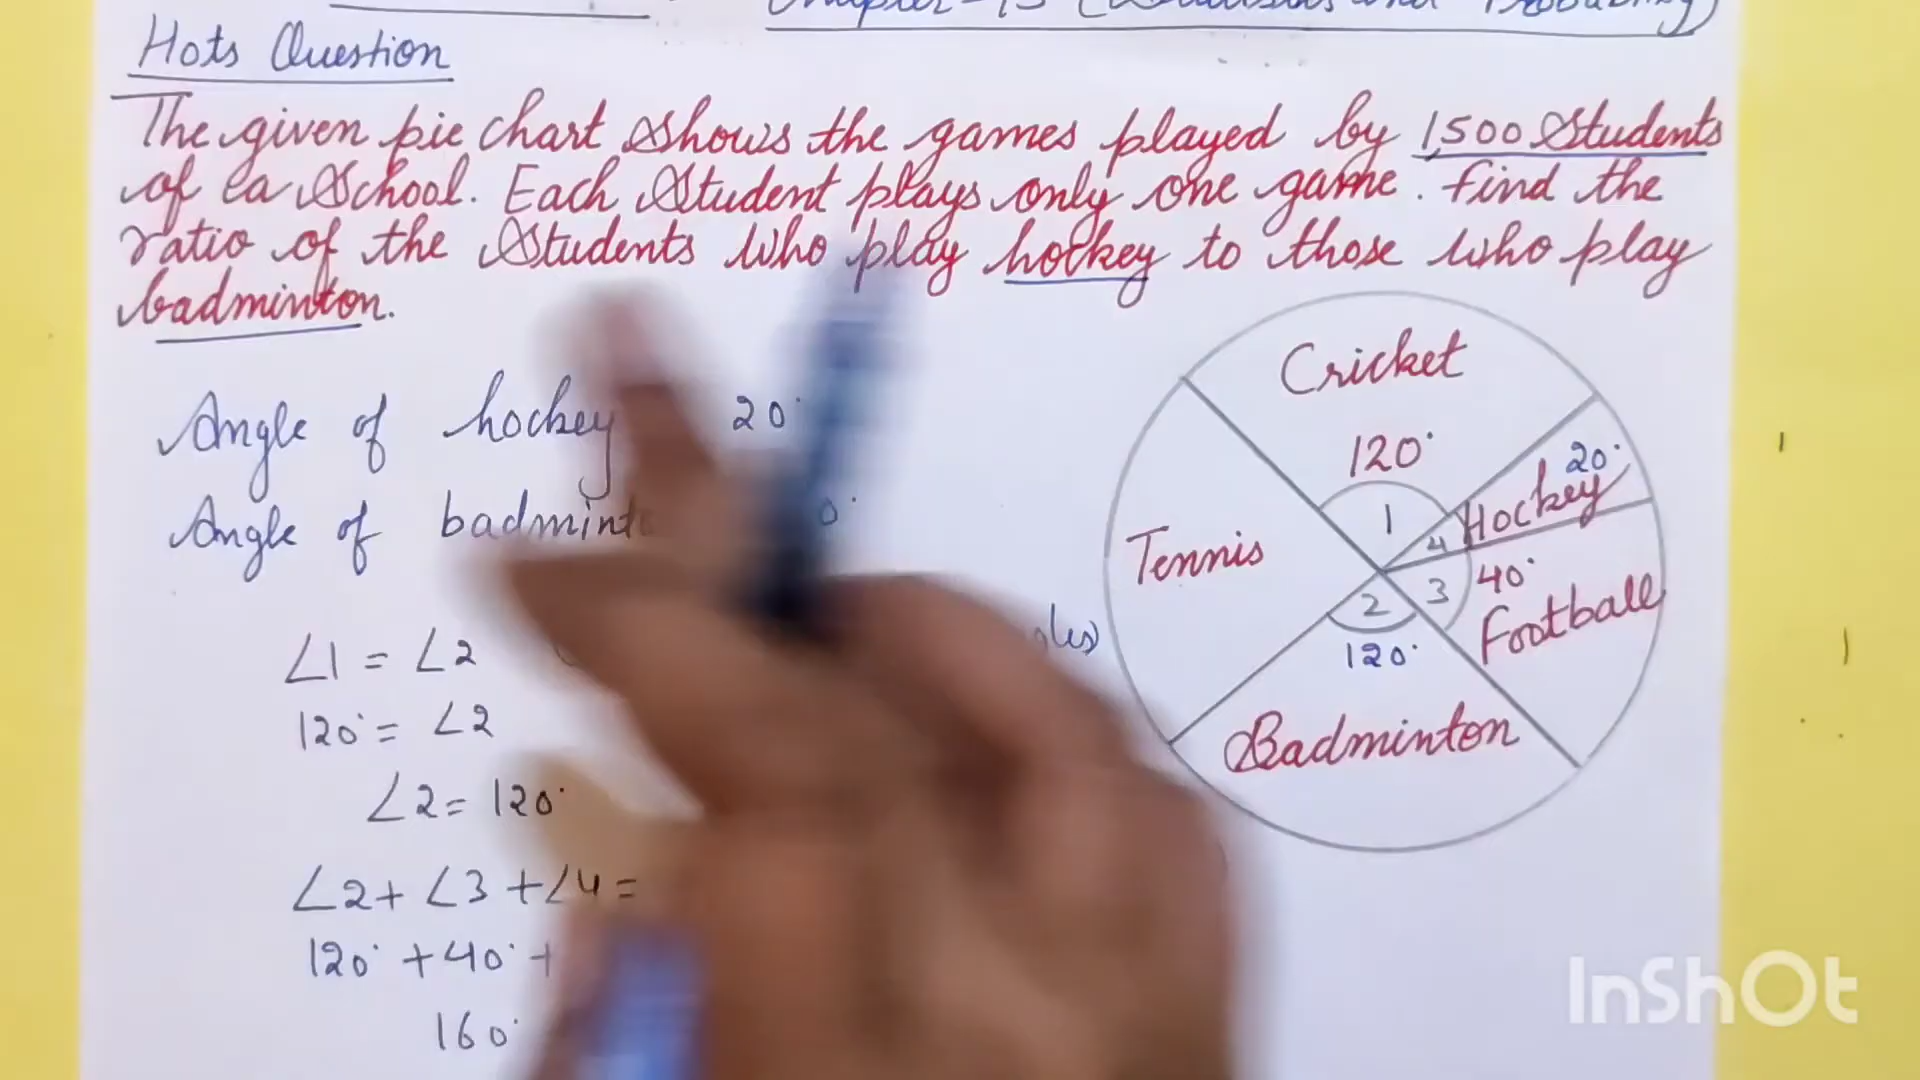 Hots Question
The given pie chart shows the games played by 1,500 students
of a School. Each Student plays only one game. Find the
ratio of the Students who play hockey to those who play
badminton.
Angle of hockey 20°
Angle of
∠1 = ∠2
120° = ∠2
∠2 = 120°
∠2 + ∠3 + ∠4 =
120° + 40° +
160°
Cricket
120°
1
20°
Hockey
4
Tennis
40°
3
2
Football
120°
Badminton
InShOt